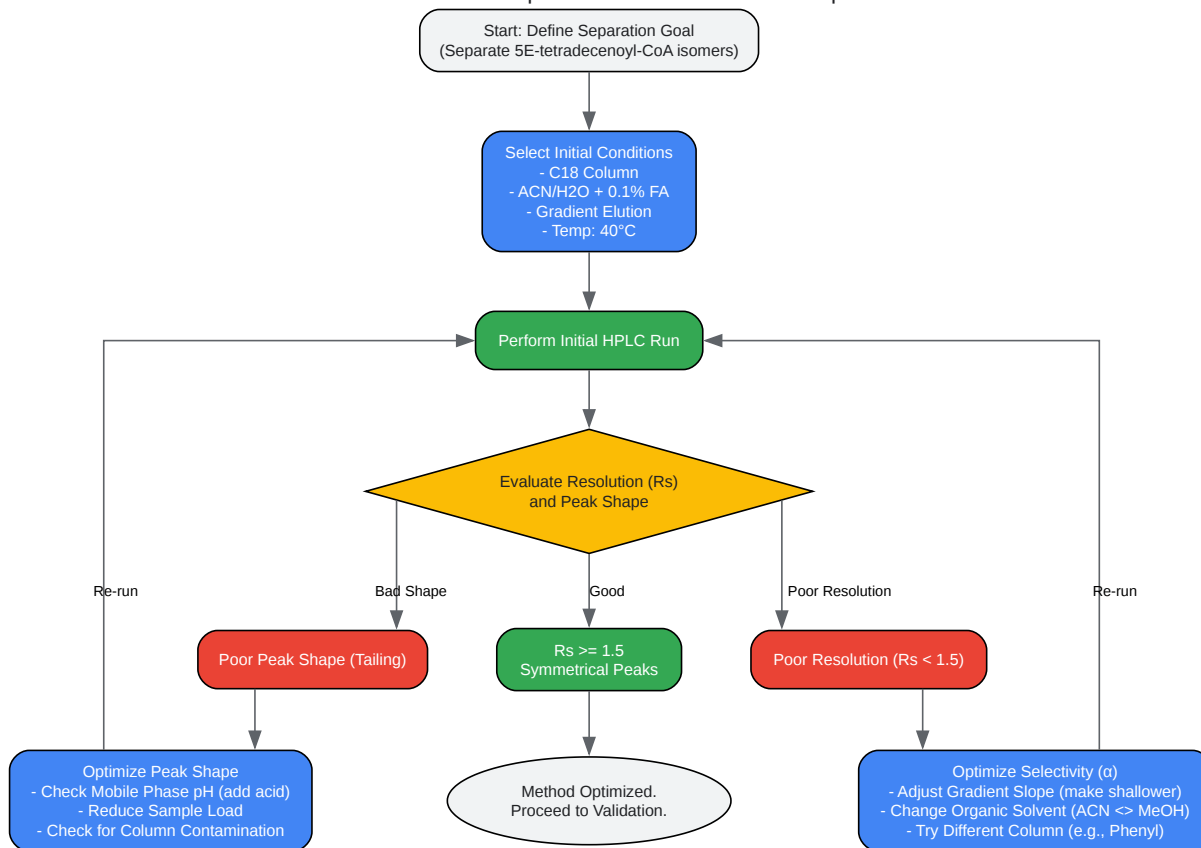 Start: Define Separation Goal
(Separate 5E-tetradecenoyl-CoA isomers)
Select Initial Conditions
- C18 Column
- ACN/H2O + 0.1% FA
- Gradient Elution
- Temp: 40°C
Perform Initial HPLC Run
Evaluate Resolution (Rs)
and Peak Shape
Re-run
Bad Shape
Good
Poor Resolution
Re-run
Poor Peak Shape (Tailing)
Rs >= 1.5
Symmetrical Peaks
Poor Resolution (Rs < 1.5)
Optimize Peak Shape
- Check Mobile Phase pH (add acid)
- Reduce Sample Load
- Check for Column Contamination
Method Optimized.
Proceed to Validation.
Optimize Selectivity (α)
- Adjust Gradient Slope (make shallower)
- Change Organic Solvent (ACN <> MeOH)
- Try Different Column (e.g., Phenyl)